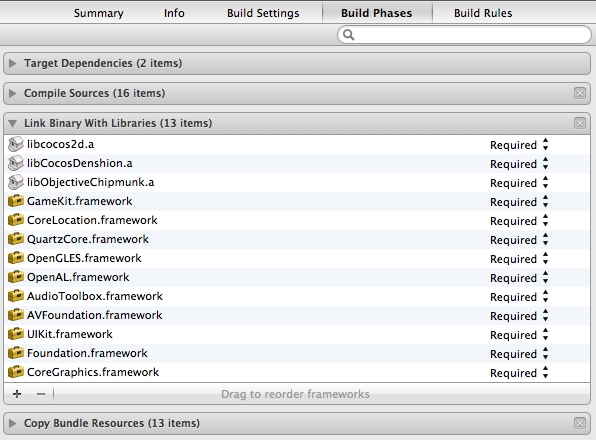 Summary Info Build Settings Build Phases Build Rules
Target Dependencies (2 items)
Compile Sources (16 items)
Link Binary With Libraries (13 items)
libcocos2d.a Required
libCocosDenshion.a Required
libObjectiveChipmunk.a Required
GameKit.framework Required
CoreLocation.framework Required
QuartzCore.framework Required
OpenGLES.framework Required
OpenAL.framework Required
AudioToolbox.framework Required
AVFoundation.framework Required
UIKit.framework Required
Foundation.framework Required
CoreGraphics.framework Required
Drag to reorder frameworks
Copy Bundle Resources (13 items)